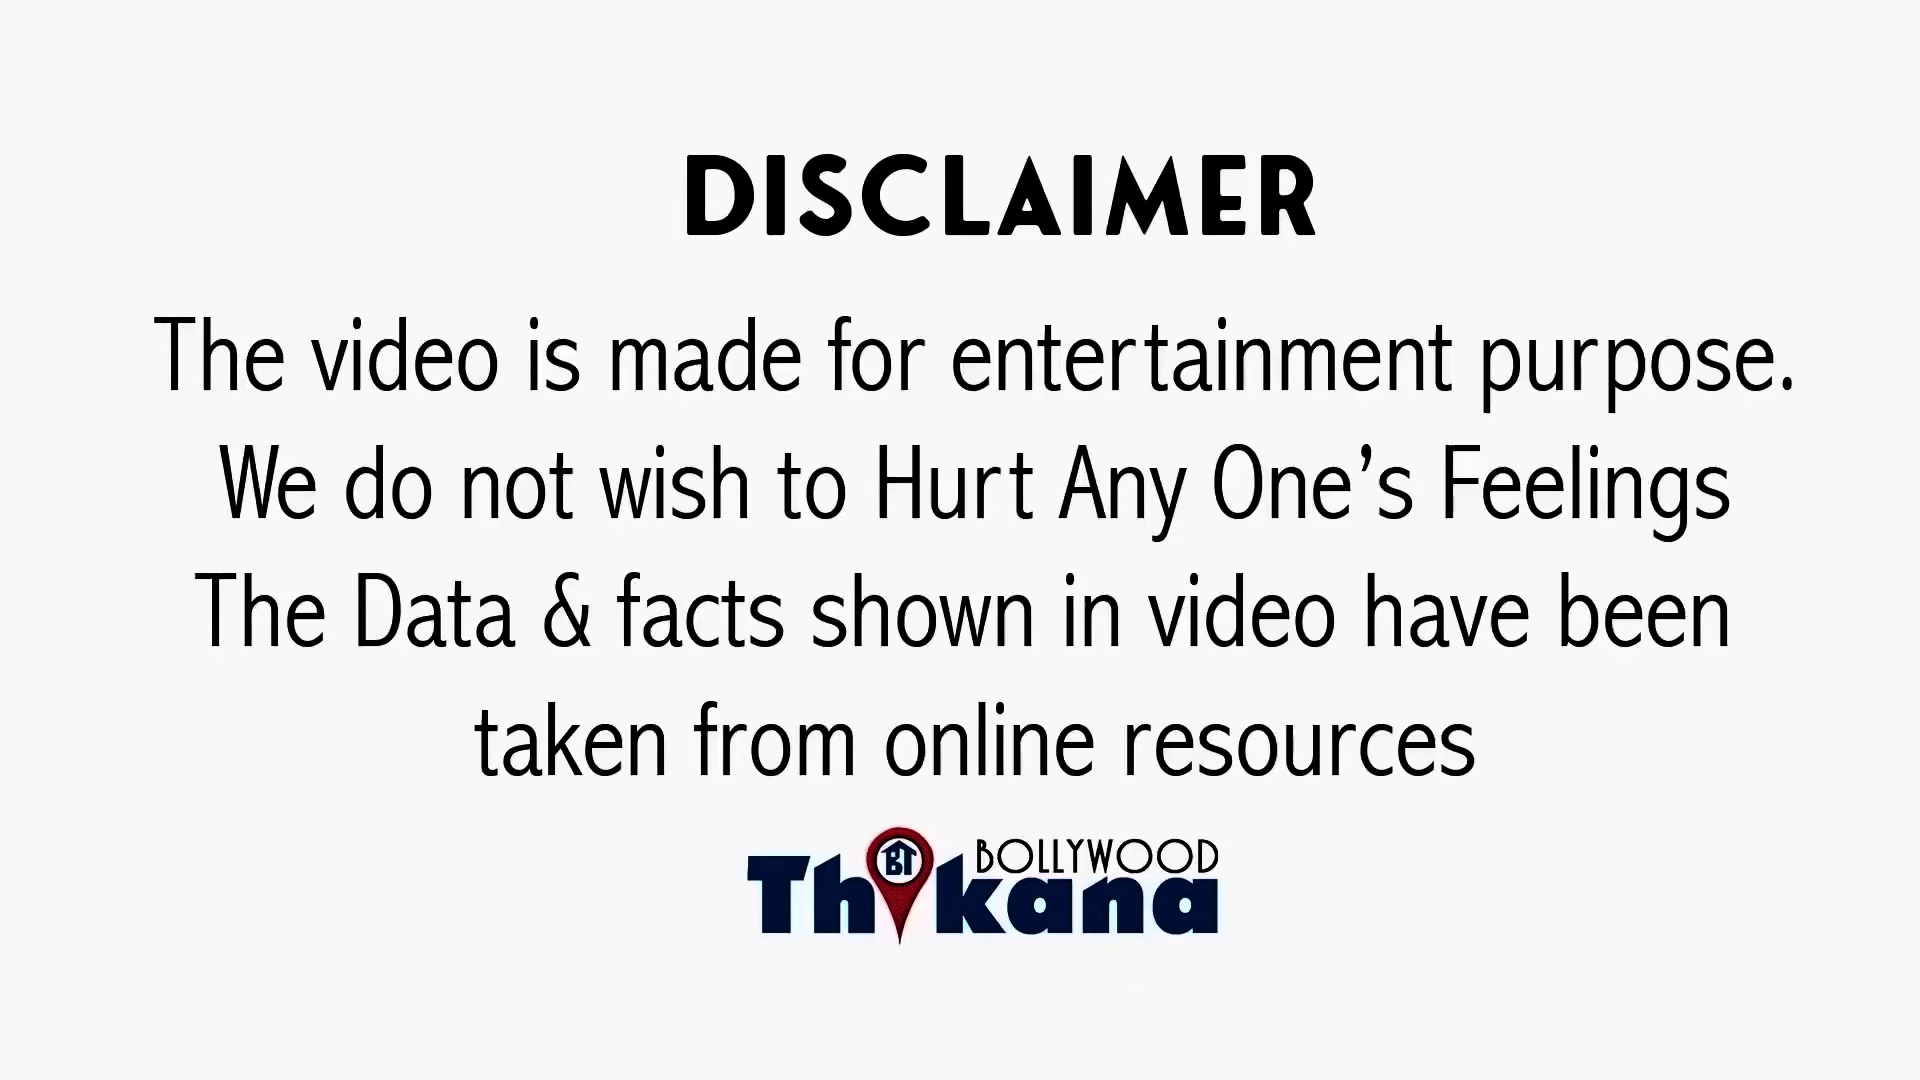 DISCLAIMER
The video is made for entertainment purpose.
We do not wish to Hurt Any One’s Feelings
The Data & facts shown in video have been
taken from online resources
BOLLYWOOD
BT
Thikana